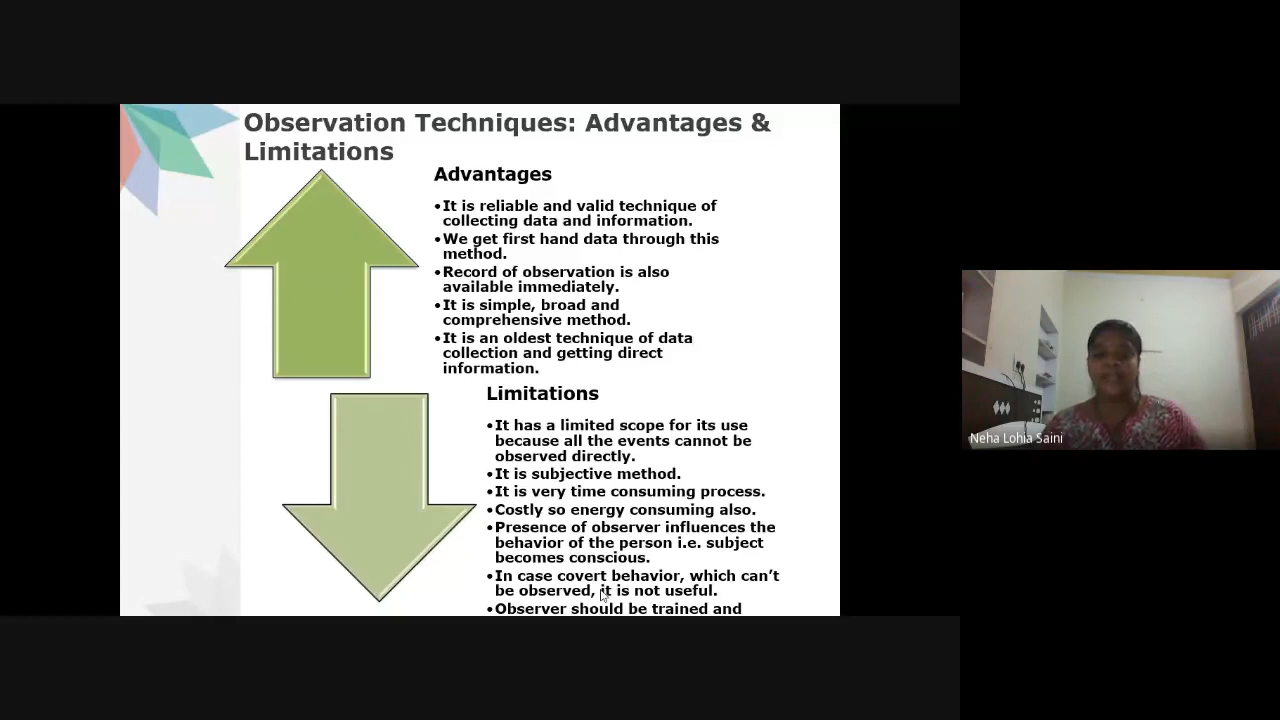 Observation Techniques: Advantages &
Limitations
Advantages
•It is reliable and valid technique of
collecting data and information.
•We get first hand data through this
method.
•Record of observation is also
available immediately.
•It is simple, broad and
comprehensive method.
•It is an oldest technique of data
collection and getting direct
information.
Limitations
•It has a limited scope for its use
because all the events cannot be
observed directly.
•It is subjective method.
•It is very time consuming process.
•Costly so energy consuming also.
•Presence of observer influences the
behavior of the person i.e. subject
becomes conscious.
•In case covert behavior, which can’t
be observed, it is not useful.
•Observer should be trained and
Neha Lohia Saini